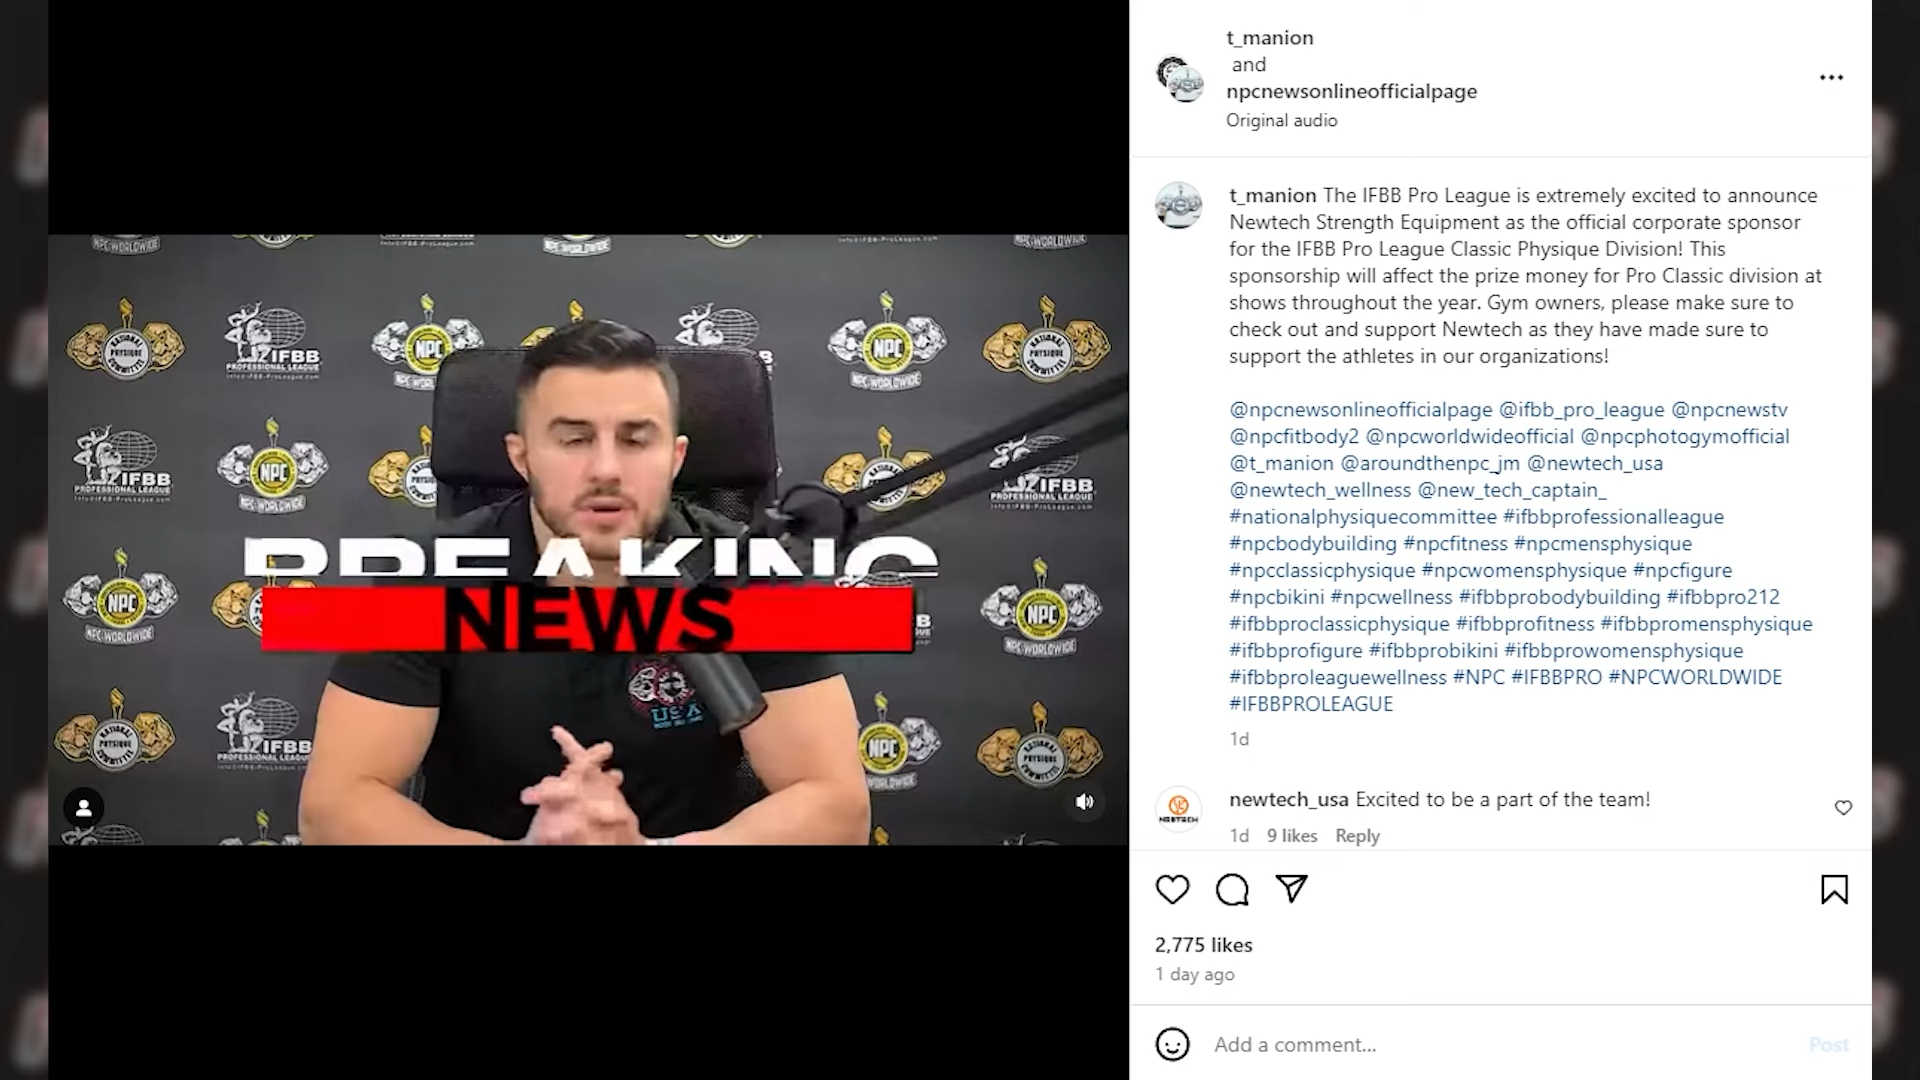 t_manion
and
npcnewsonlineofficialpage
Original audio
t_manion The IFBB Pro League is extremely excited to announce
Newtech Strength Equipment as the official corporate sponsor
for the IFBB Pro League Classic Physique Division! This
sponsorship will affect the prize money for Pro Classic division at
shows throughout the year. Gym owners, please make sure to
check out and support Newtech as they have made sure to
support the athletes in our organizations!
@npcnewsonlineofficialpage @ifbb_pro_league @npcnewstv
@npcfitbody2 @npcworldwideofficial @npcphotogymofficial
@t_manion @aroundthenpc_jm @newtech_usa
@newtech_wellness @new_tech_captain_
#nationalphysiquecommittee #ifbbprofessionalleague
#npcbodybuilding #npcfitness #npcmensphysique
#npcclassicphysique #npcwomensphysique #npcfigure
#npcbikini #npcwellness #ifbbprobodybuilding #ifbbpro212
#ifbbproclassicphysique #ifbbprofitness #ifbbpromensphysique
#ifbbprofigure #ifbbprobikini #ifbbprowomensphysique
#ifbbproleaguewellness #NPC #IFBBPRO #NPCWORLDWIDE
#IFBBPROLEAGUE
1d
newtech_usa Excited to be a part of the team!
1d 9 likes Reply
2,775 likes
1 day ago
Add a comment...
Post
BREAKING
NEWS
USA
NATIONAL PHYSIQUE COMMITTEE
IFBB
PROFESSIONAL LEAGUE
NPC
NPC WORLDWIDE
NEWTECH